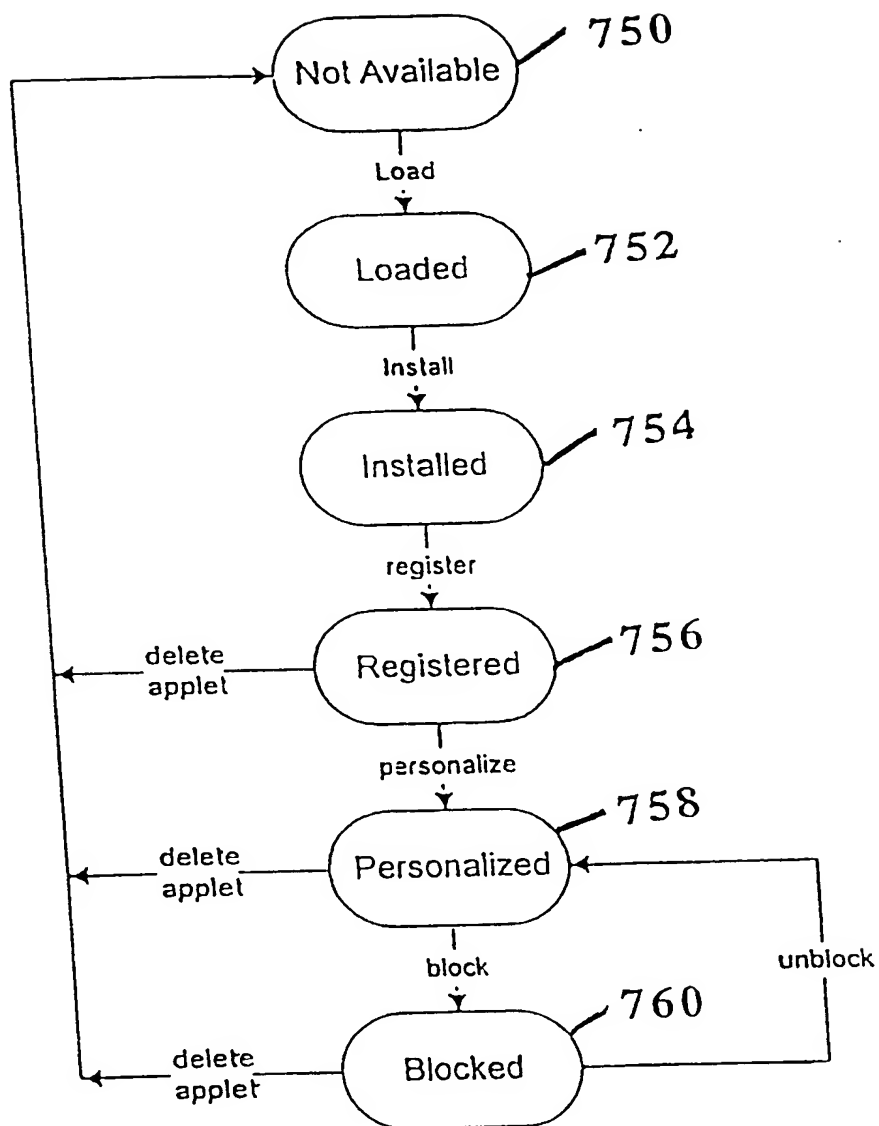 750
Not Available
Load
752
Loaded
Install
754
Installed
register
756
delete
applet
Registered
personalize
758
delete
applet
Personalized
block
unblock
760
delete
applet
Blocked